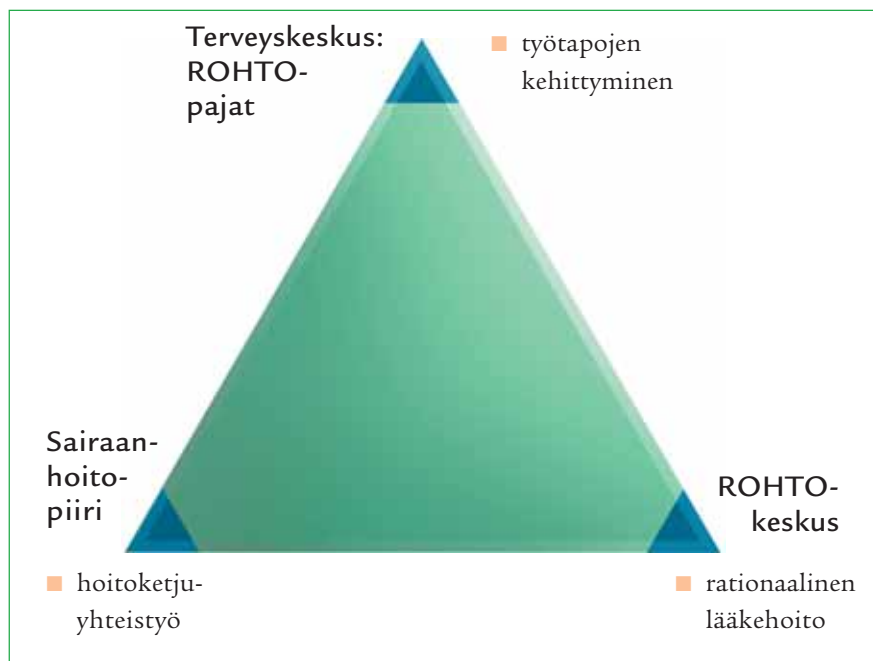 Terveyskeskus:
ROHTO-
pajat
työtapojen
kehittyminen
Sairaan-
hoito-
piiri
hoitoketju-
yhteistyö
ROHTO-
keskus
rationaalinen
lääkehoito